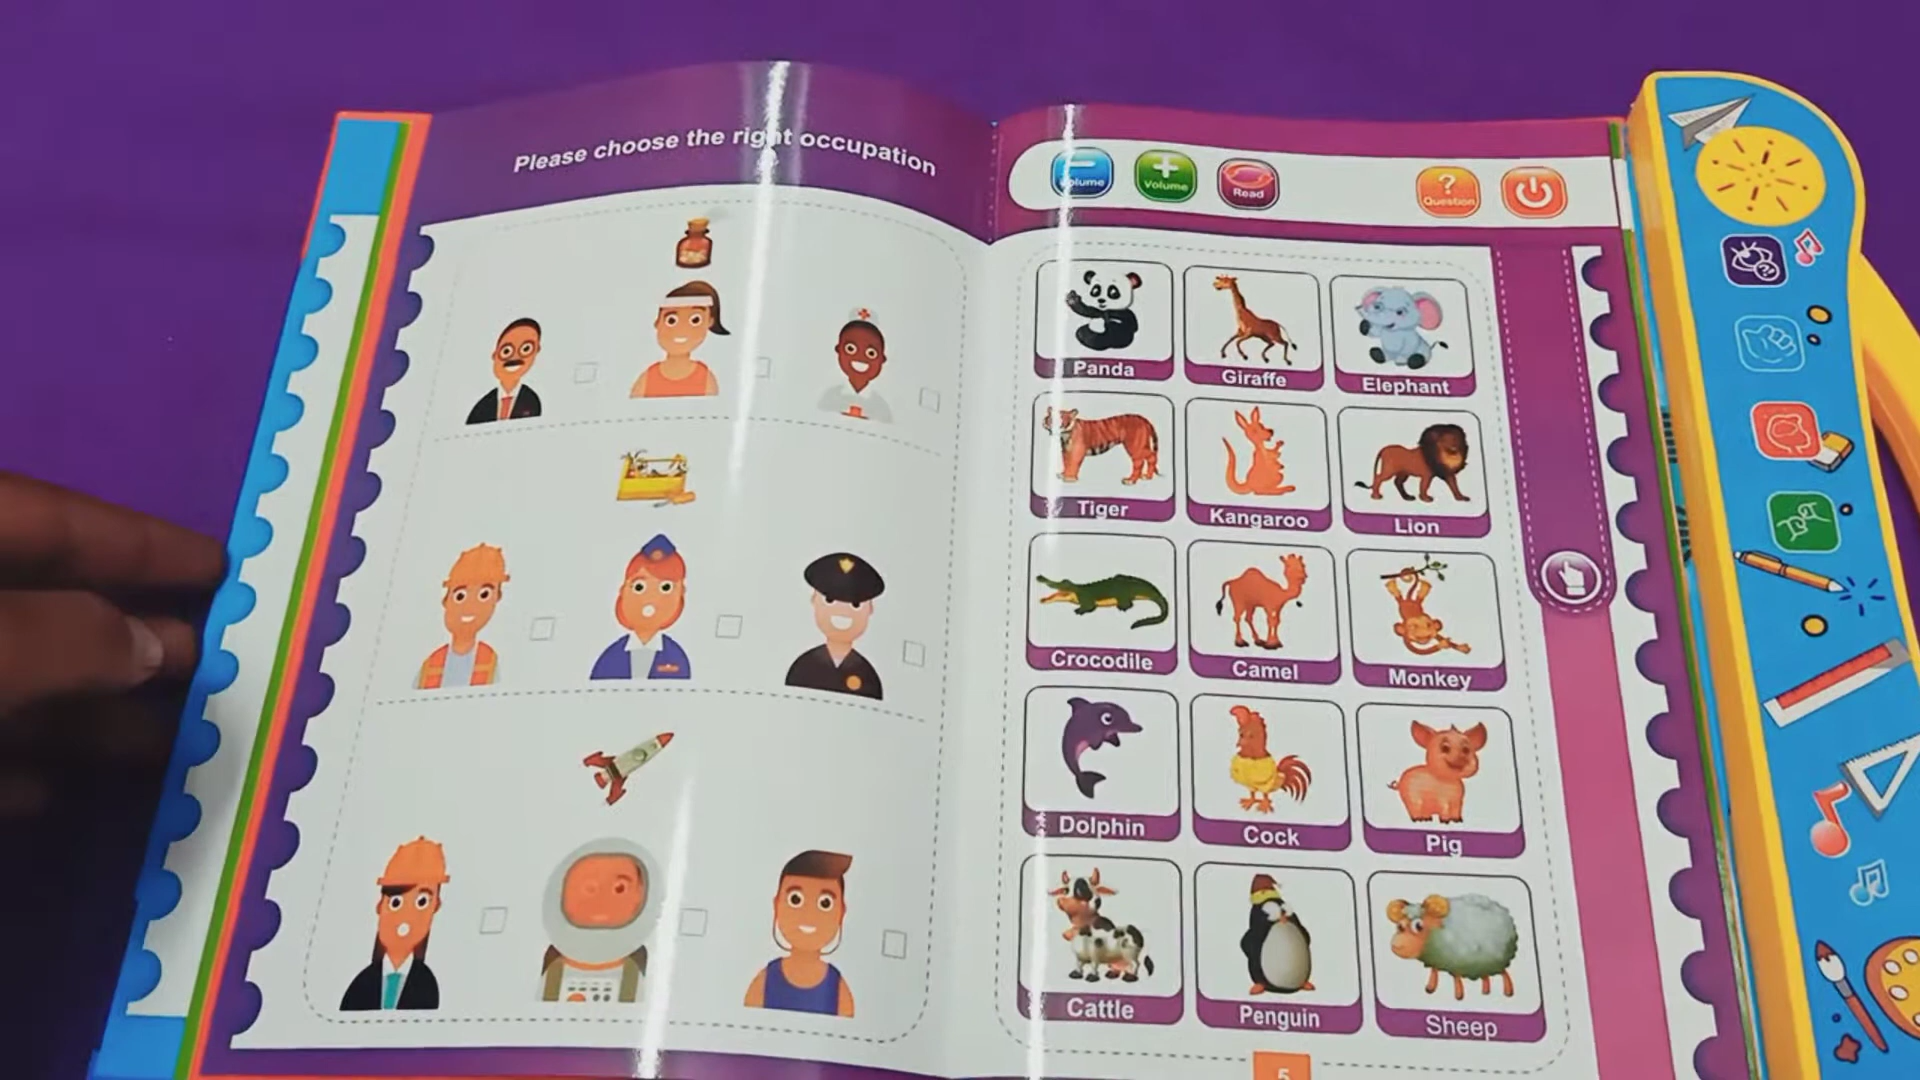 Please choose the right occupation
Volume
Volume
Read
?
Question
Panda
Giraffe
Elephant
Tiger
Kangaroo
Lion
Crocodile
Camel
Monkey
Dolphin
Cock
Pig
Cattle
Penguin
Sheep
5